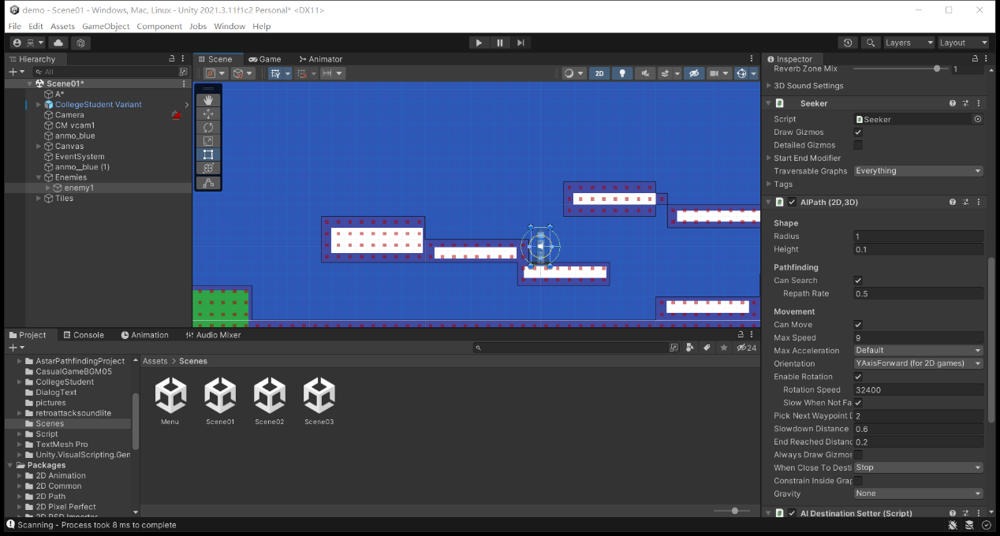 demo - Scene01 - Windows, Mac, Linux - Unity 2021.3.11f1c2 Personal* <DX11>
File Edit Assets GameObject Component Jobs Window Help
Layers Layout
Hierarchy
All
Scene01*
A*
CollegeStudent Variant
Camera
CM vcam1
anmo_blue
Canvas
EventSystem
anmo__blue (1)
Enemies
enemy1
Tiles
Scene Game Animator
2D
Inspector
Reverb Zone Mix 1
3D Sound Settings
Seeker
Script Seeker
Draw Gizmos
Detailed Gizmos
Start End Modifier
Traversable Graphs Everything
Tags
AIPath (2D,3D)
Shape
Radius 1
Height 0.1
Pathfinding
Can Search
Repath Rate 0.5
Movement
Can Move
Max Speed 9
Max Acceleration Default
Orientation YAxisForward (for 2D games)
Enable Rotation
Rotation Speed 32400
Slow When Not Fa
Pick Next Waypoint D 2
Slowdown Distance 0.6
End Reached Distanc 0.2
Always Draw Gizmos
When Close To Desti Stop
Constrain Inside Grap
Gravity None
AI Destination Setter (Script)
Project Console Animation Audio Mixer
24
AstarPathfindingProject
CasualGameBGM05
CollegeStudent
DialogText
pictures
retroattacksoundlite
Scenes
Script
TextMesh Pro
Unity.VisualScripting.Gen
Packages
2D Animation
2D Common
2D Path
2D Pixel Perfect
2D PSD Importer
Assets > Scenes
Menu Scene01 Scene02 Scene03
Scanning - Process took 8 ms to complete